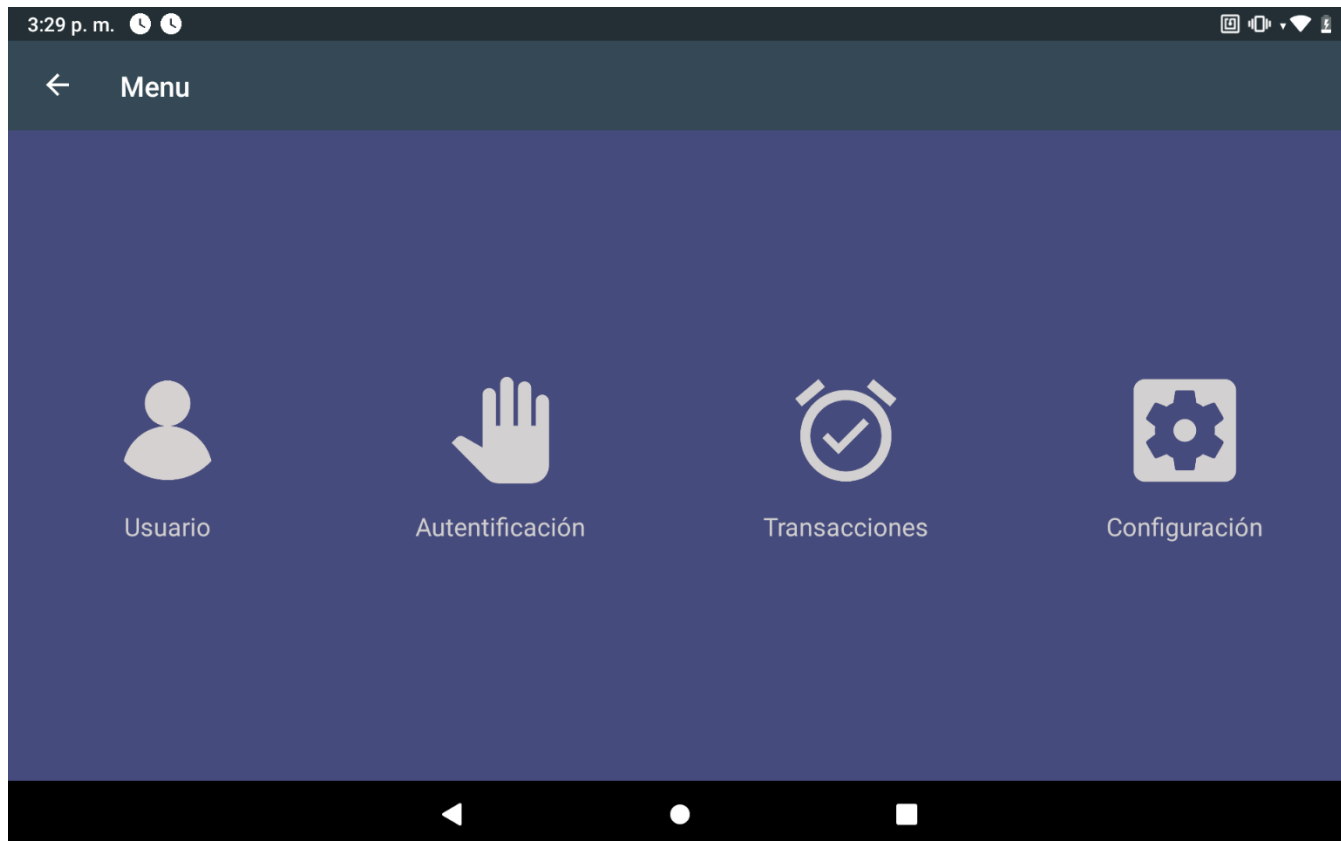 3:29 p. m.
Menu
Usuario
Autentificación
Transacciones
Configuración